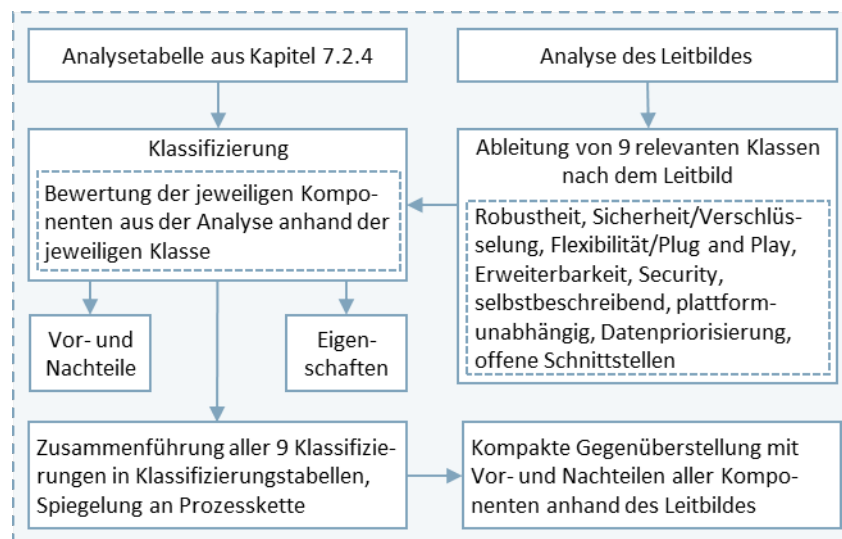 Analysetabelle aus Kapitel 7.2.4
Analyse des Leitbildes
Klassifizierung
Bewertung der jeweiligen Kompo-
nenten aus der Analyse anhand der
jeweiligen Klasse
Ableitung von 9 relevanten Klassen
nach dem Leitbild
Robustheit, Sicherheit/Verschlüs-
selung, Flexibilität/Plug and Play,
Erweiterbarkeit, Security,
selbstbeschreibend, plattform-
unabhängig, Datenpriorisierung,
offene Schnittstellen
Vor- und
Nachteile
Eigen-
schaften
Zusammenführung aller 9 Klassifizie-
rungen in Klassifizierungstabellen,
Spiegelung an Prozesskette
Kompakte Gegenüberstellung mit
Vor- und Nachteilen aller Kompo-
nenten anhand des Leitbildes